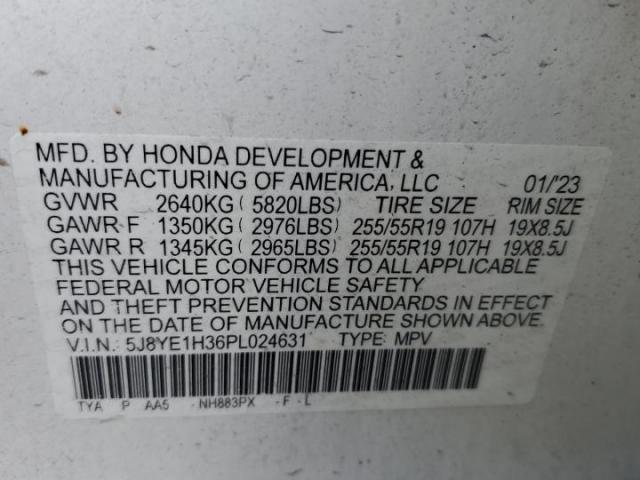 MFD. BY HONDA DEVELOPMENT &
MANUFACTURING OF AMERICA, LLC 01/'23
GVWR 2640KG ( 5820LBS) TIRE SIZE RIM SIZE
GAWR F 1350KG ( 2976LBS) 255/55R19 107H 19X8.5J
GAWR R 1345KG ( 2965LBS) 255/55R19 107H 19X8.5J
THIS VEHICLE CONFORMS TO ALL APPLICABLE
FEDERAL MOTOR VEHICLE SAFETY
AND THEFT PREVENTION STANDARDS IN EFFECT
ON THE DATE OF MANUFACTURE SHOWN ABOVE.
V.I.N. 5J8YE1H36PL024631 TYPE: MPV
TYA P AA5 NH883PX - F - L